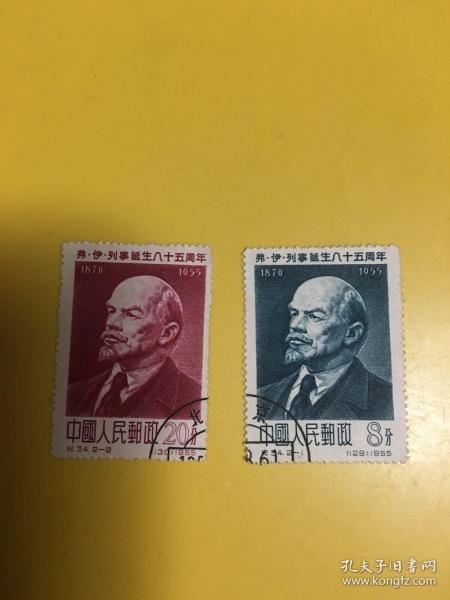 弗·伊·列寧誕生八十五周年
1870 1955
中國人民郵政 20分
紀34.2-2 (130)1955
弗·伊·列寧誕生八十五周年
1870 1955
中國人民郵政 8分
紀34.2-1 (129)1955
北
京
孔夫子旧书网
www.kongfz.com